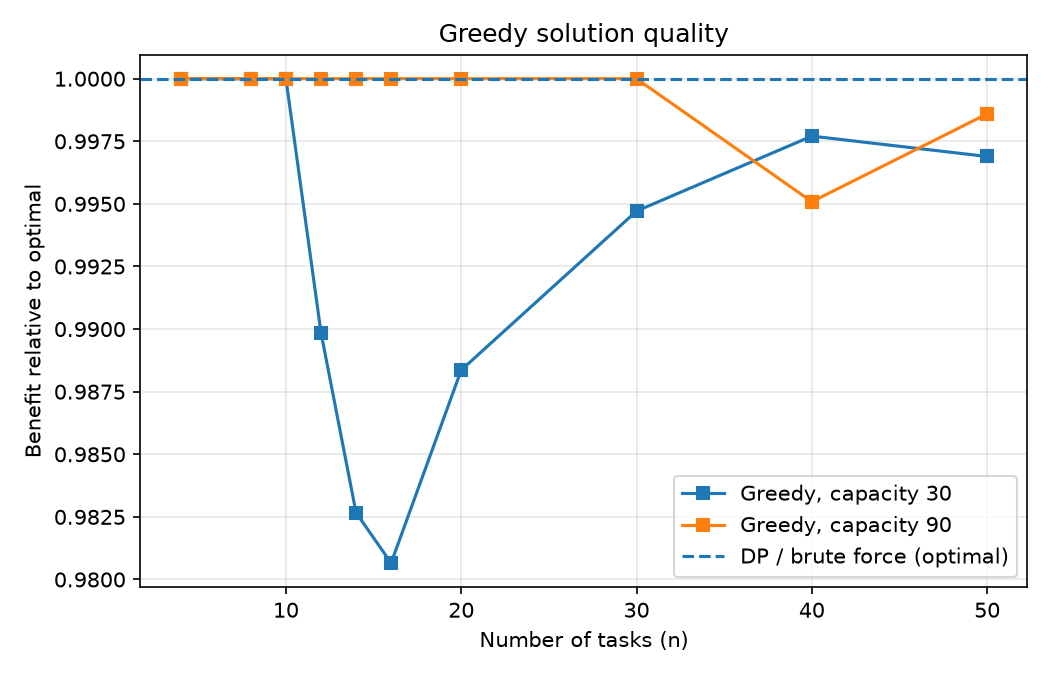 Greedy solution quality
Benefit relative to optimal
1.0000
0.9975
0.9950
0.9925
0.9900
0.9875
0.9850
0.9825
0.9800
Greedy, capacity 30
Greedy, capacity 90
DP / brute force (optimal)
10 20 30 40 50
Number of tasks (n)